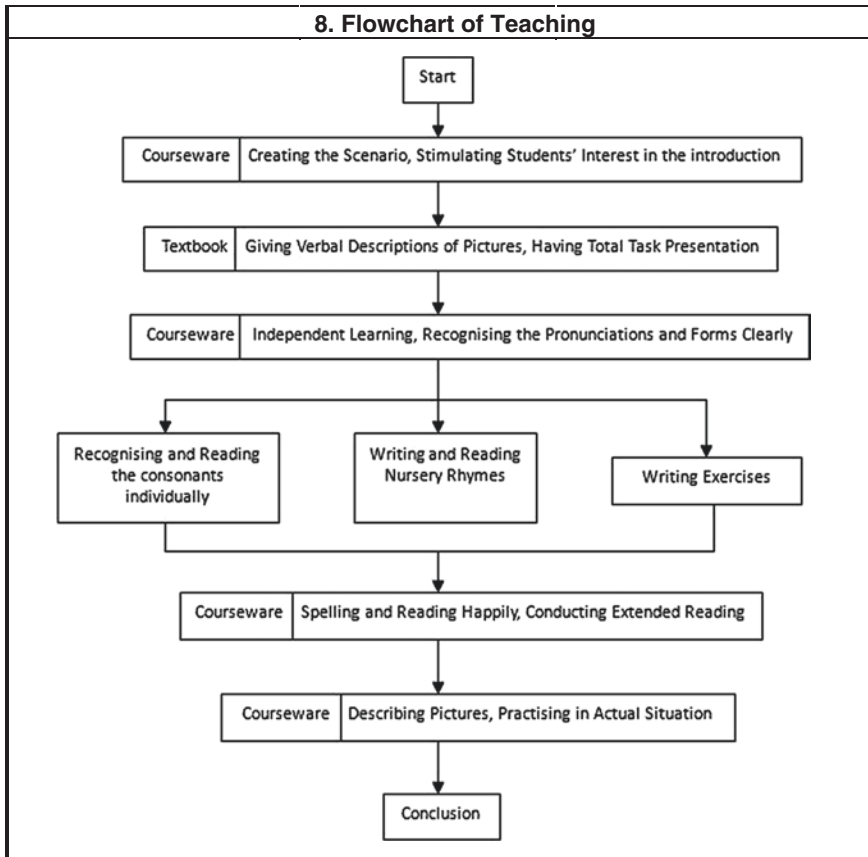 8. Flowchart of Teaching
Start
Courseware Creating the Scenario, Stimulating Students' Interest in the introduction
Textbook Giving Verbal Descriptions of Pictures, Having Total Task Presentation
Courseware Independent Learning, Recognising the Pronunciations and Forms Clearly
Recognising and Reading
the consonants
individually
Writing and Reading
Nursery Rhymes
Writing Exercises
Courseware Spelling and Reading Happily, Conducting Extended Reading
Courseware Describing Pictures, Practising in Actual Situation
Conclusion